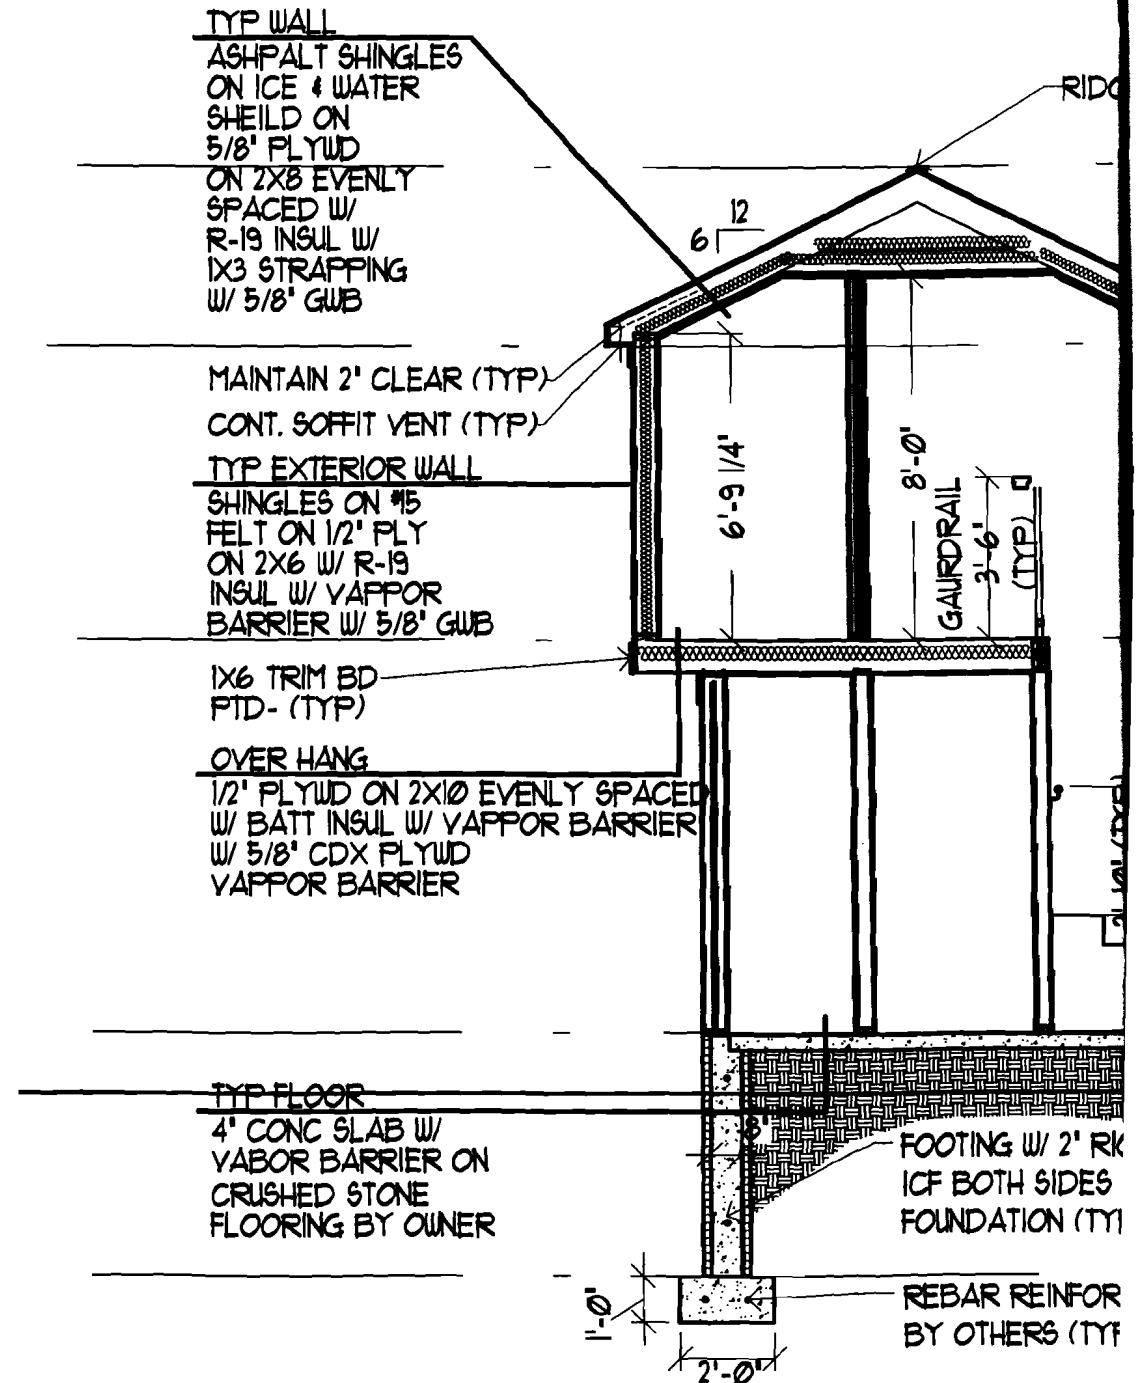 TYP WALL
ASHPALT SHINGLES
ON ICE & WATER
SHEILD ON
5/8" PLYWD
ON 2X8 EVENLY
SPACED W/
R-19 INSUL W/
1X3 STRAPPING
W/ 5/8" GWB
12
6
MAINTAIN 2" CLEAR (TYP)
CONT. SOFFIT VENT (TYP)
TYP EXTERIOR WALL
SHINGLES ON #15
FELT ON 1/2" PLY
ON 2X6 W/ R-19
INSUL W/ VAPPOR
BARRIER W/ 5/8" GWB
6'-9 1/4"
8'-0"
GAURDRAIL
3'-6"
(TYP)
1X6 TRIM BD
PTD- (TYP)
OVER HANG
1/2" PLYWD ON 2X10 EVENLY SPACED
W/ BATT INSUL W/ VAPPOR BARRIER
W/ 5/8" CDX PLYWD
VAPPOR BARRIER
TYP FLOOR
4" CONC SLAB W/
VABOR BARRIER ON
CRUSHED STONE
FLOORING BY OWNER
8"
FOOTING W/ 2"
ICF BOTH SIDES
FOUNDATION
REBAR
BY OTHERS
1'-0"
2'-0"